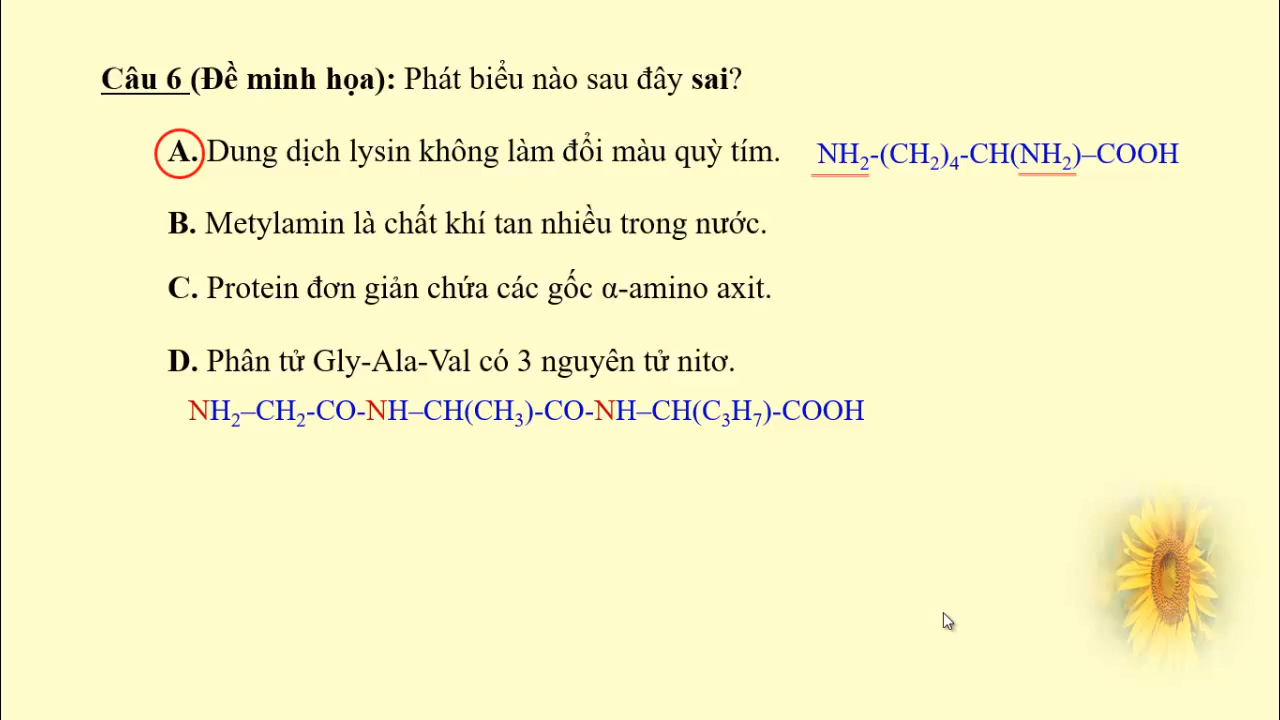 Câu 6 (Đề minh họa): Phát biểu nào sau đây sai?
A. Dung dịch lysin không làm đổi màu quỳ tím. NH₂-(CH₂)₄-CH(NH₂)–COOH
B. Metylamin là chất khí tan nhiều trong nước.
C. Protein đơn giản chứa các gốc α-amino axit.
D. Phân tử Gly-Ala-Val có 3 nguyên tử nitơ.
NH₂–CH₂-CO-NH–CH(CH₃)-CO-NH–CH(C₃H₇)-COOH